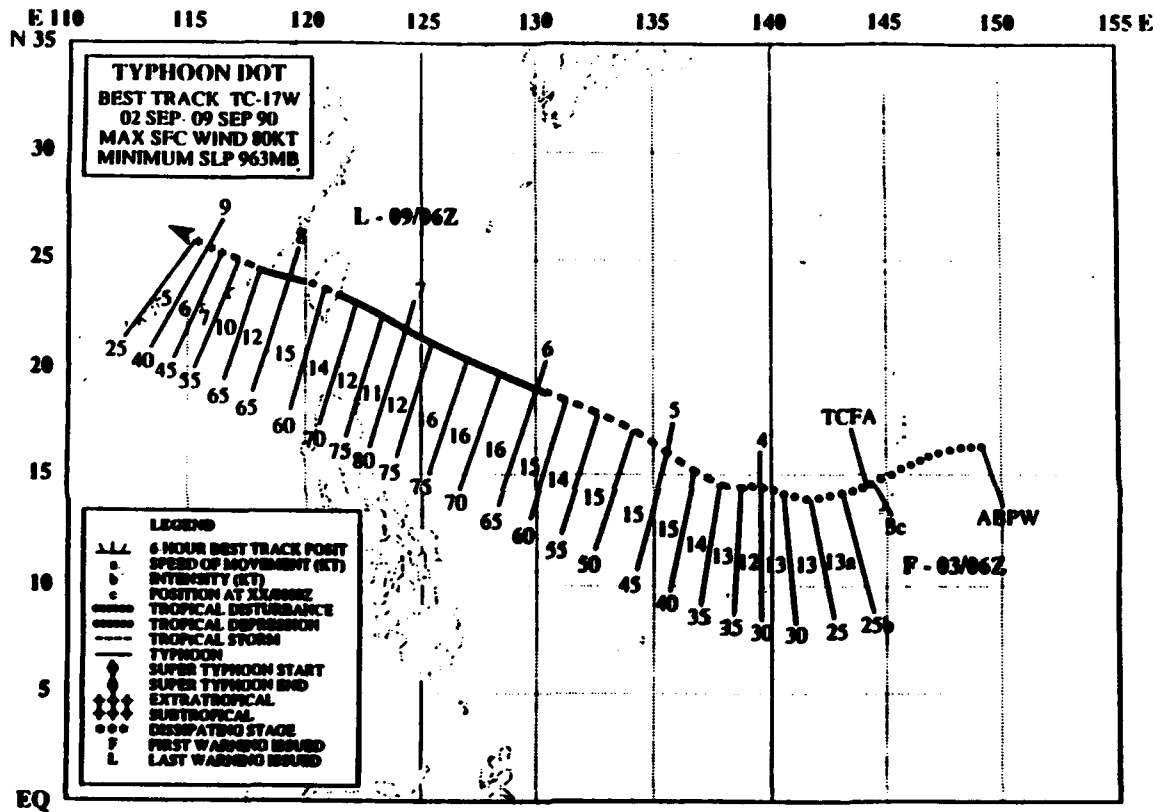 E 110 115 120 125 130 135 140 145 150 155 E
N 35
TYPHOON DOT
BEST TRACK TC-17W
02 SEP- 09 SEP 90
MAX SFC WIND 80KT
MINIMUM SLP 963MB
30
9
L - 09/06Z
25
8
7
5 6 7 10 12 15 14 12 11 12 16 16 16 15 14 15 15 15 14 13 12 13 13 13a
20
6
25 40 45 55 65 65 60 70 75 80 75 75 70 65 60 55 50 45 40 35 35 30 30 25 25b
5
4
TCFA
15
3c
ABPW
F - 03/06Z
10
5
EQ
LEGEND
6 HOUR BEST TRACK POSIT
a SPEED OF MOVEMENT (KT)
b INTENSITY (KT)
c POSITION AT XX/0000Z
TROPICAL DISTURBANCE
TROPICAL DEPRESSION
TROPICAL STORM
TYPHOON
SUPER TYPHOON START
SUPER TYPHOON END
EXTRATROPICAL
SUBTROPICAL
DISSIPATING STAGE
F FIRST WARNING ISSUED
L LAST WARNING ISSUED